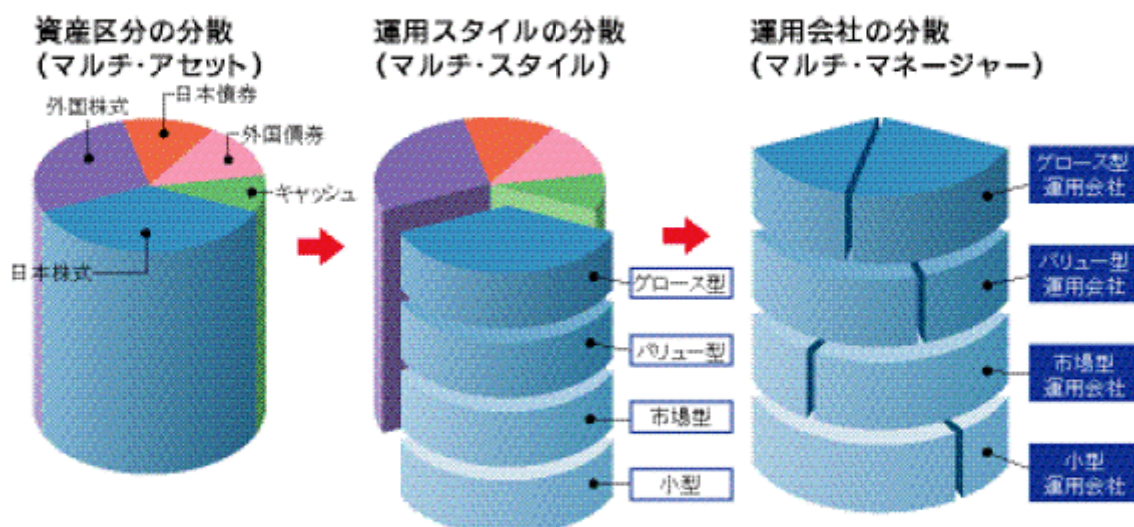 資産区分の分散
(マルチ・アセット)
外国株式
日本債券
外国債券
キャッシュ
日本株式
運用スタイルの分散
(マルチ・スタイル)
グロース型
バリュー型
市場型
小型
運用会社の分散
(マルチ・マネージャー)
グロース型
運用会社
バリュー型
運用会社
市場型
運用会社
小型
運用会社